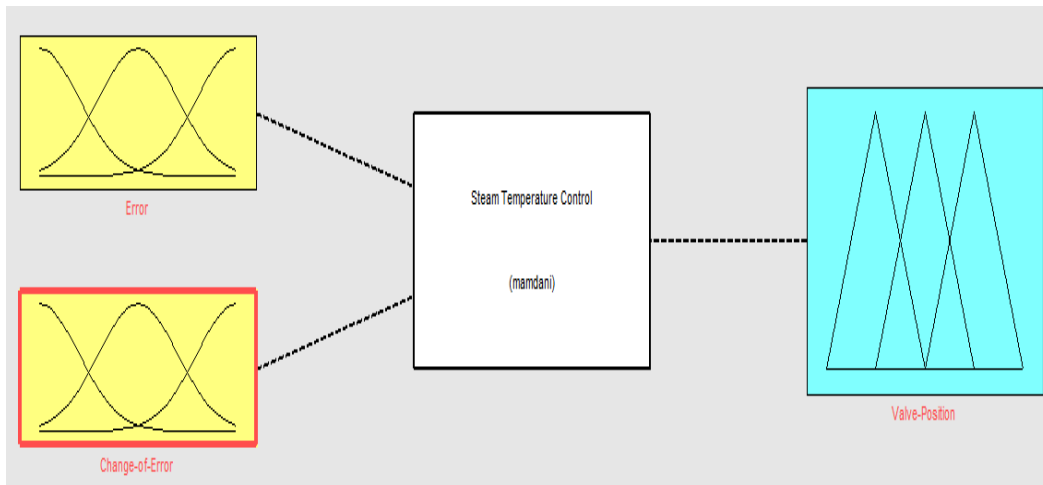 Error
Steam Temperature Control
(mamdani)
Valve-Position
Change-of-Error